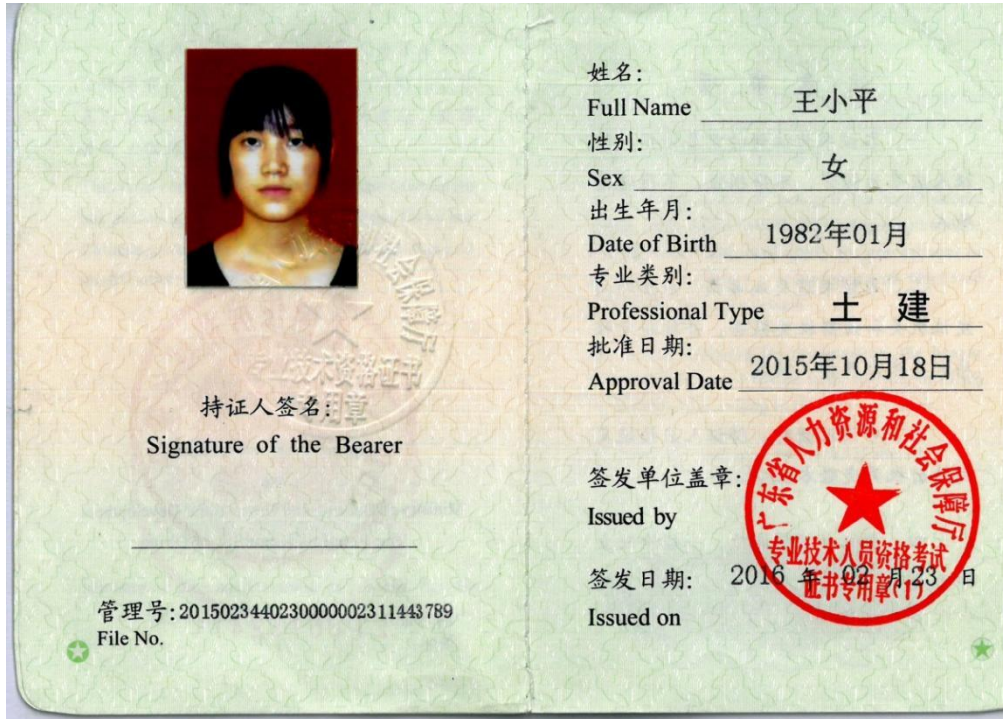 持证人签名:
Signature of the Bearer
管理号:20150234402300000023114​43789
File No.
姓名:
Full Name 王小平
性别:
Sex 女
出生年月:
Date of Birth 1982年01月
专业类别:
Professional Type 土 建
批准日期:
Approval Date 2015年10月18日
签发单位盖章:
Issued by
签发日期: 2016 年 02 月 23 日
Issued on
广东省人力资源和社会保障厅
专业技术人员资格考试
证书专用章(1)